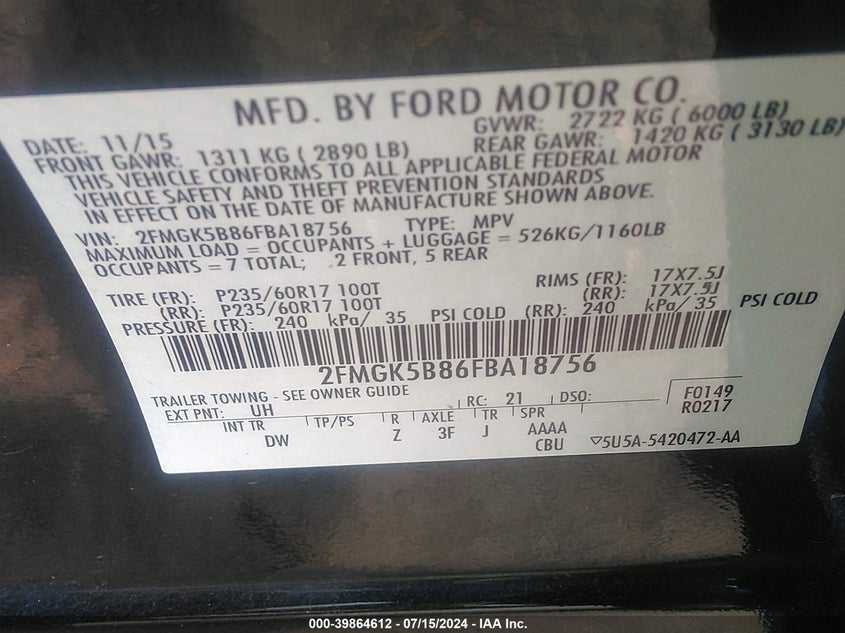 MFD. BY FORD MOTOR CO.
DATE: 11/15 GVWR: 2722 KG ( 6000 LB)
FRONT GAWR: 1311 KG ( 2890 LB) REAR GAWR: 1420 KG ( 3130 LB)
THIS VEHICLE CONFORMS TO ALL APPLICABLE FEDERAL MOTOR
VEHICLE SAFETY AND THEFT PREVENTION STANDARDS
IN EFFECT ON THE DATE OF MANUFACTURE SHOWN ABOVE.
VIN: 2FMGK5B86FBA18756 TYPE: MPV
MAXIMUM LOAD = OCCUPANTS + LUGGAGE = 526KG/1160LB
OCCUPANTS = 7 TOTAL; 2 FRONT, 5 REAR
TIRE (FR): P235/60R17 100T RIMS (FR): 17X7.5J
(RR): P235/60R17 100T (RR): 17X7.5J
PRESSURE (FR): 240 kPa/ 35 PSI COLD (RR): 240 kPa/ 35 PSI COLD
2FMGK5B86FBA18756
TRAILER TOWING - SEE OWNER GUIDE
EXT PNT: UH RC: 21 DSO: F0149
R0217
INT TR TP/PS R AXLE TR SPR
DW Z 3F J AAAA
CBU ▽5U5A-5420472-AA
000-39864612 - 07/15/2024 - IAA Inc.